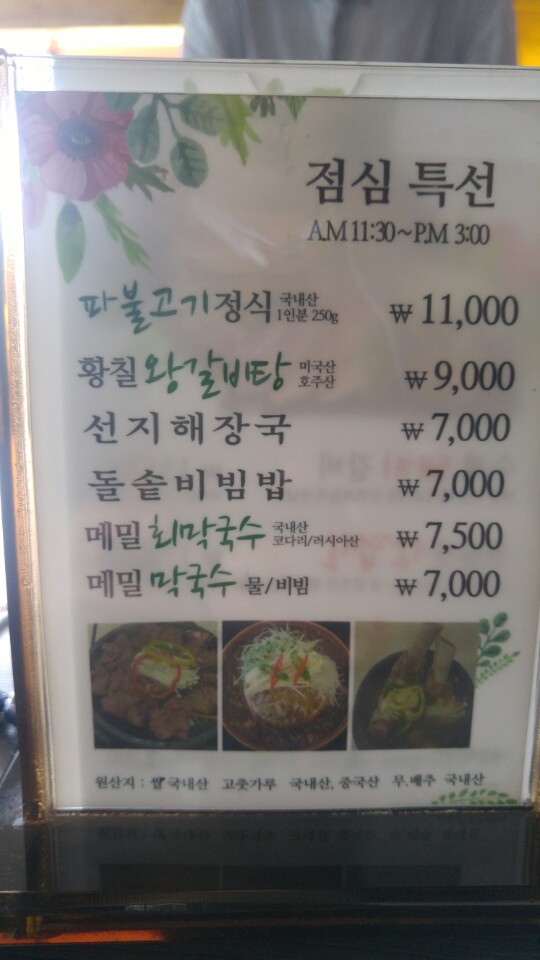 점심 특선
A.M 11:30~P.M 3:00
파불고기정식 국내산 1인분 250g ₩ 11,000
황칠 왕갈비탕 미국산 호주산 ₩ 9,000
선지해장국 ₩ 7,000
돌솥비빔밥 ₩ 7,000
메밀 회막국수 국내산 코다리/러시아산 ₩ 7,500
메밀 막국수 물/비빔 ₩ 7,000
원산지 : 쌀 국내산 고춧가루 국내산, 중국산 무.배추 국내산